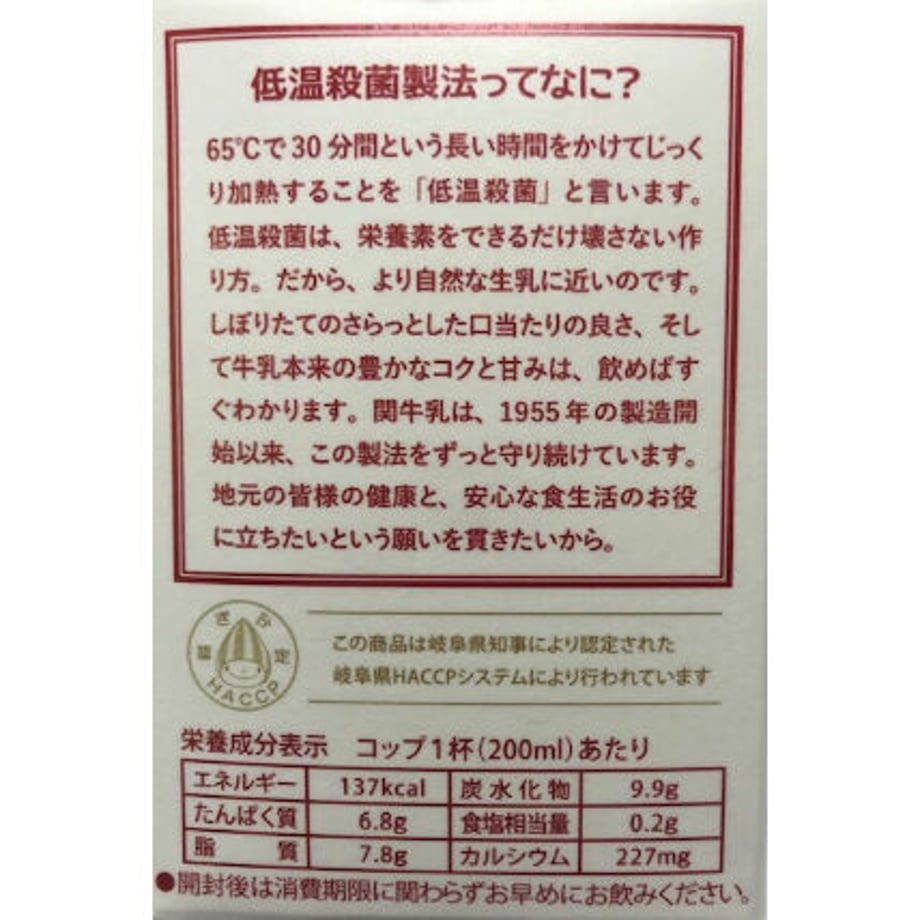 低温殺菌製法ってなに？
65℃で30分間という長い時間をかけてじっく
り加熱することを「低温殺菌」と言います。
低温殺菌は、栄養素をできるだけ壊さない作
り方。だから、より自然な生乳に近いのです。
しぼりたてのさらっとした口当たりの良さ、そし
て牛乳本来の豊かなコクと甘みは、飲めばす
ぐわかります。関牛乳は、1955年の製造開
始以来、この製法をずっと守り続けています。
地元の皆様の健康と、安心な食生活のお役
に立ちたいという願いを貫きたいから。
ぎふ
認定
HACCP
この商品は岐阜県知事により認定された
岐阜県HACCPシステムにより行われています
栄養成分表示 コップ1杯(200ml)あたり
エネルギー 137kcal 炭水化物 9.9g
たんぱく質 6.8g 食塩相当量 0.2g
脂質 7.8g カルシウム 227mg
●開封後は消費期限に関わらずお早めにお飲みください。